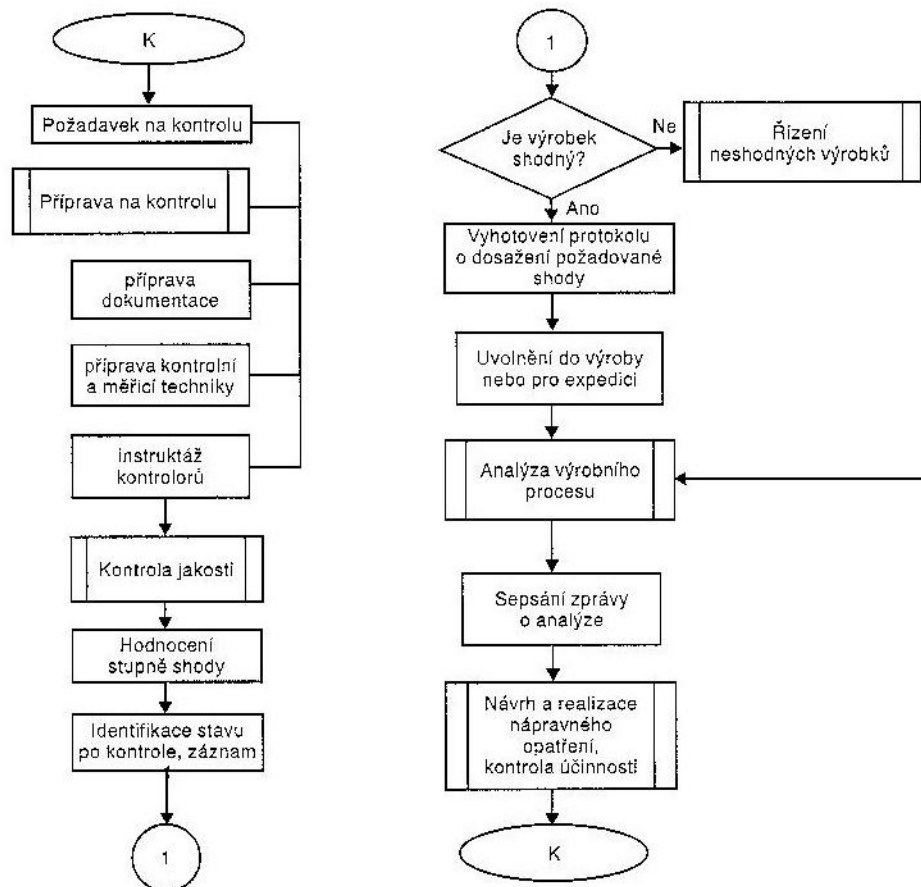 K
Požadavek na kontrolu
Příprava na kontrolu
příprava
dokumentace
příprava kontrolní
a měřicí techniky
instruktáž
kontrolorů
Kontrola jakosti
Hodnocení
stupně shody
Identifikace stavu
po kontrole, záznam
1
1
Je výrobek
shodný?
Ne
Řízení
neshodných výrobků
Ano
Vyhotovení protokolu
o dosažení požadované
shody
Uvolnění do výroby
nebo pro expedici
Analýza výrobního
procesu
Sepsání zprávy
o analýze
Návrh a realizace
nápravného
opatření,
kontrola účinnosti
K